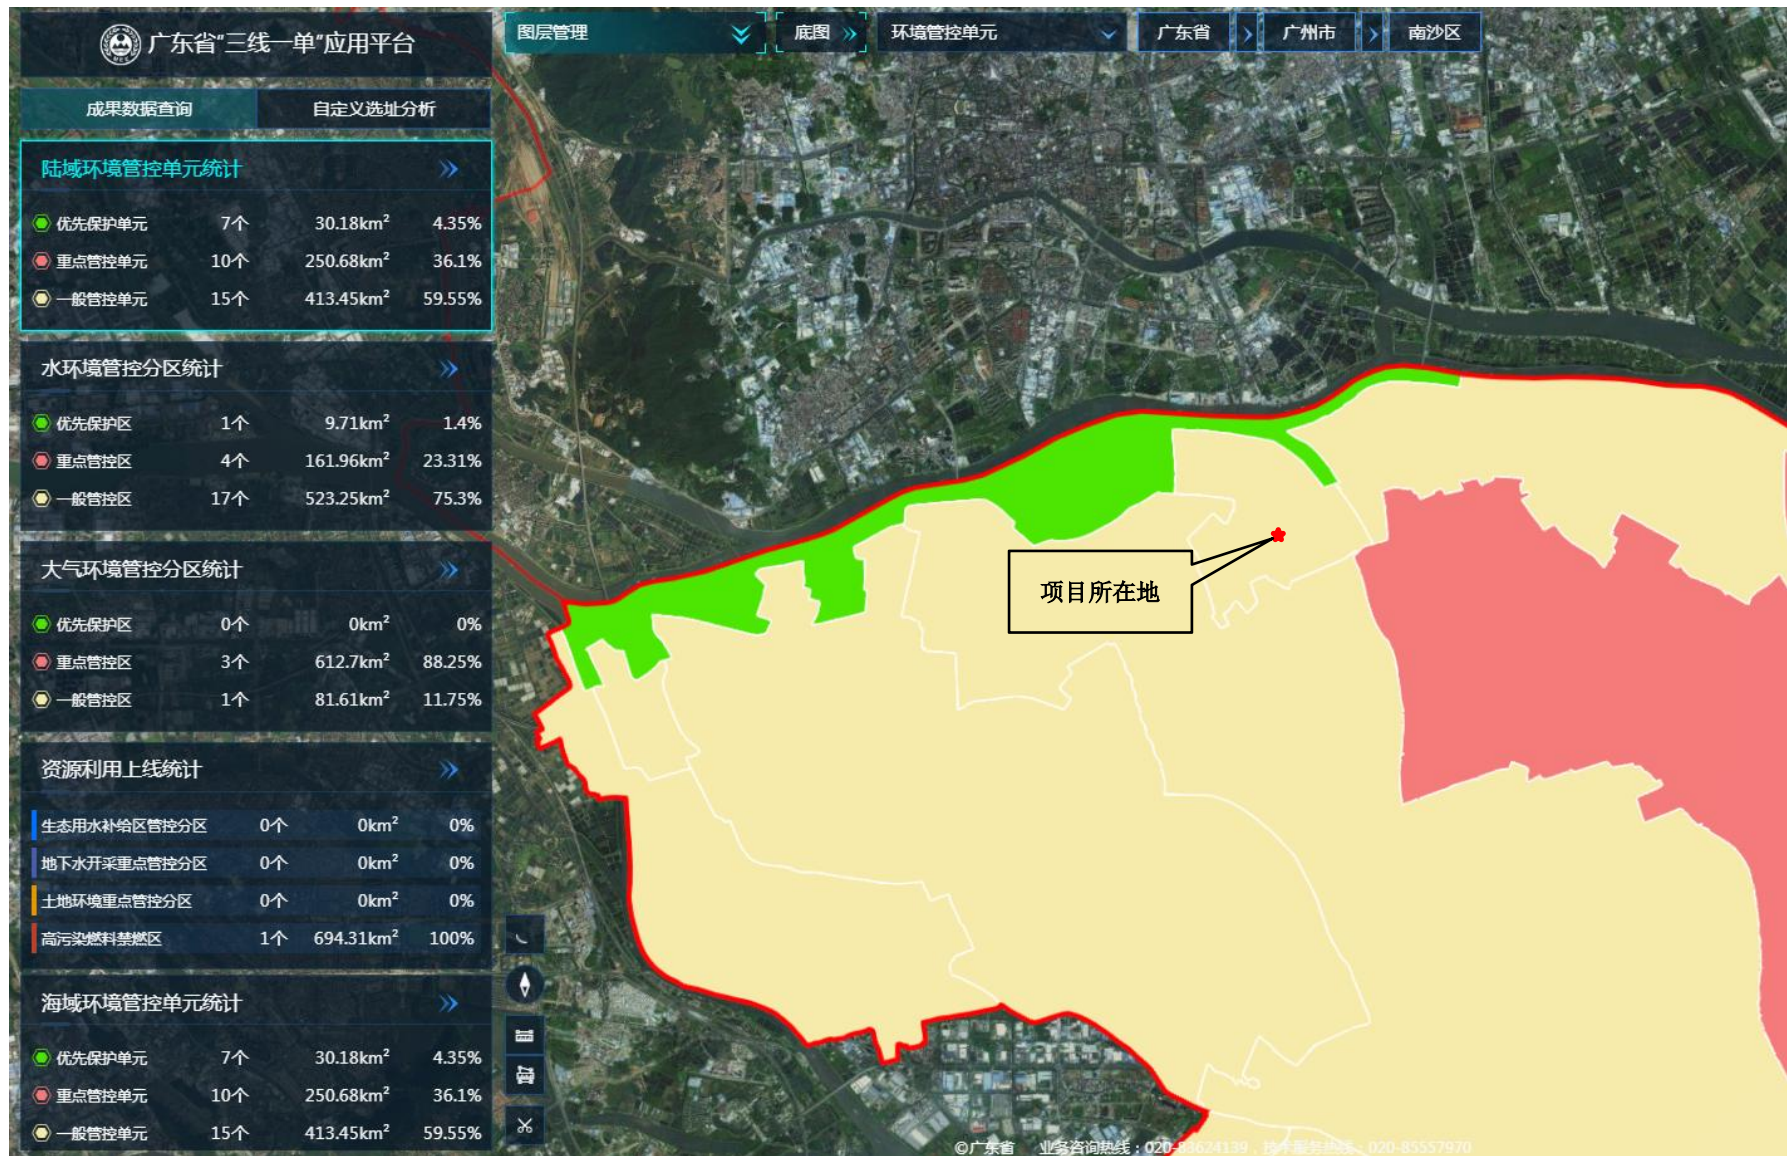 广东省“三线一单”应用平台
图层管理
底图
环境管控单元
广东省
广州市
南沙区
成果数据查询
自定义选址分析
陆域环境管控单元统计
优先保护单元 7个 30.18km² 4.35%
重点管控单元 10个 250.68km² 36.1%
一般管控单元 15个 413.45km² 59.55%
水环境管控分区统计
优先保护区 1个 9.71km² 1.4%
重点管控区 4个 161.96km² 23.31%
一般管控区 17个 523.25km² 75.3%
大气环境管控分区统计
优先保护区 0个 0km² 0%
重点管控区 3个 612.7km² 88.25%
一般管控区 1个 81.61km² 11.75%
资源利用上线统计
生态用水补给区管控分区 0个 0km² 0%
地下水开采重点管控分区 0个 0km² 0%
土地环境重点管控分区 0个 0km² 0%
高污染燃料禁燃区 1个 694.31km² 100%
海域环境管控单元统计
优先保护单元 7个 30.18km² 4.35%
重点管控单元 10个 250.68km² 36.1%
一般管控单元 15个 413.45km² 59.55%
项目所在地
©广东省 业务咨询热线：020-83624139，技术服务热线：020-85557970